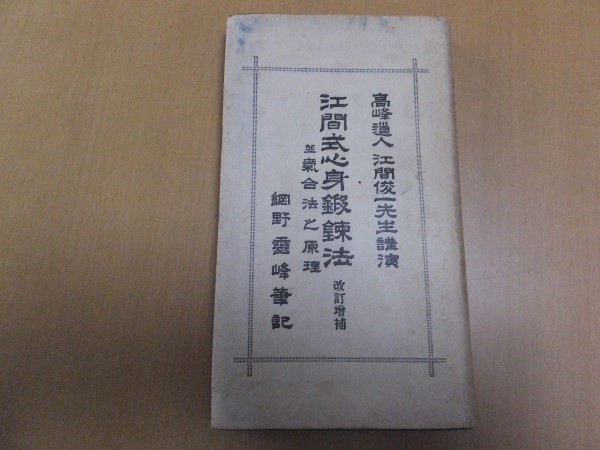 高峰道人 江間俊一先生講演
江間式心身鍛錬法 改訂増補
並氣合法之原理
網野靈峰筆記